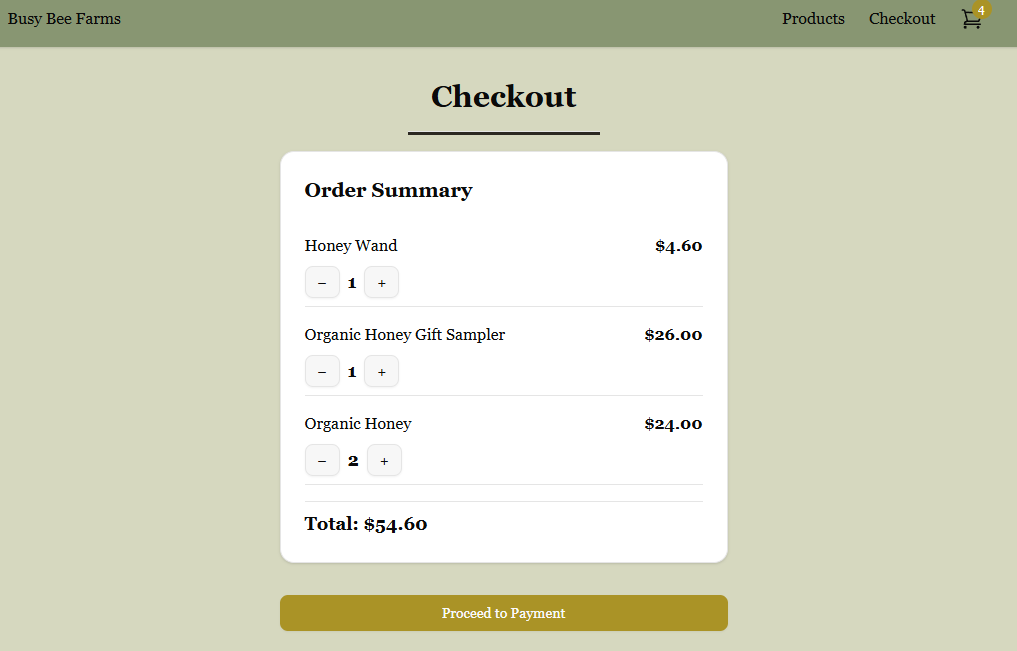 Busy Bee Farms Products Checkout 4
Checkout
Order Summary
Honey Wand $4.60
– 1 +
Organic Honey Gift Sampler $26.00
– 1 +
Organic Honey $24.00
– 2 +
Total: $54.60
Proceed to Payment